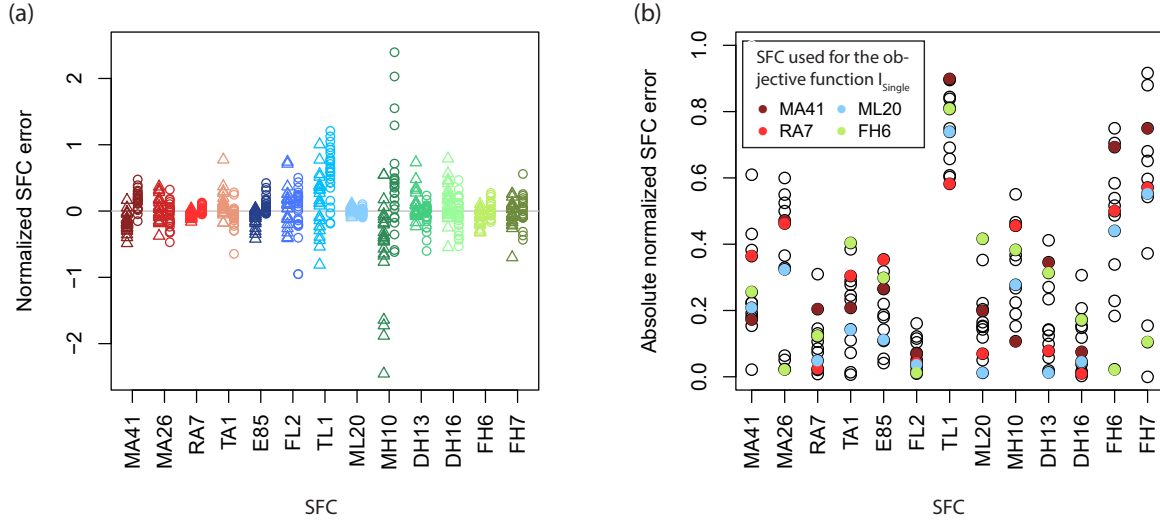 (a)
Normalized SFC error
2
1
0
−1
−2
MA41
MA26
RA7
TA1
E85
FL2
TL1
ML20
MH10
DH13
DH16
FH6
FH7
SFC
(b)
Absolute normalized SFC error
1.0
0.8
0.6
0.4
0.2
0.0
SFC used for the ob-
jective function I_Single
MA41
ML20
RA7
FH6
MA41
MA26
RA7
TA1
E85
FL2
TL1
ML20
MH10
DH13
DH16
FH6
FH7
SFC